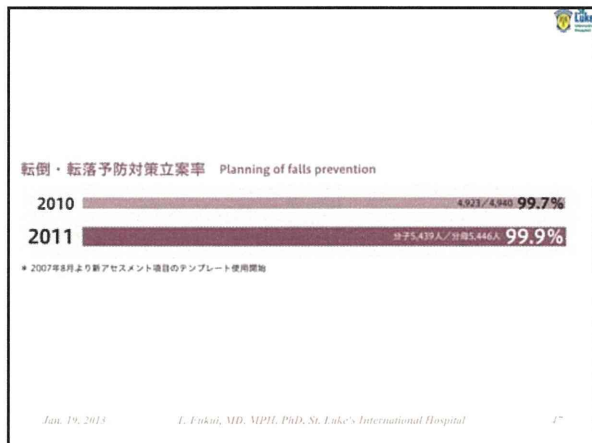 Luke's
International
Hospital
転倒・転落予防対策立案率 Planning of falls prevention
2010 4,923/4,940 99.7%
2011 分子5,439人/分母5,446人 99.9%
* 2007年8月より新アセスメント項目のテンプレート使用開始
Jan. 19, 2013 Fukui, MD, MPH, PhD, St. Luke's International Hospital 17